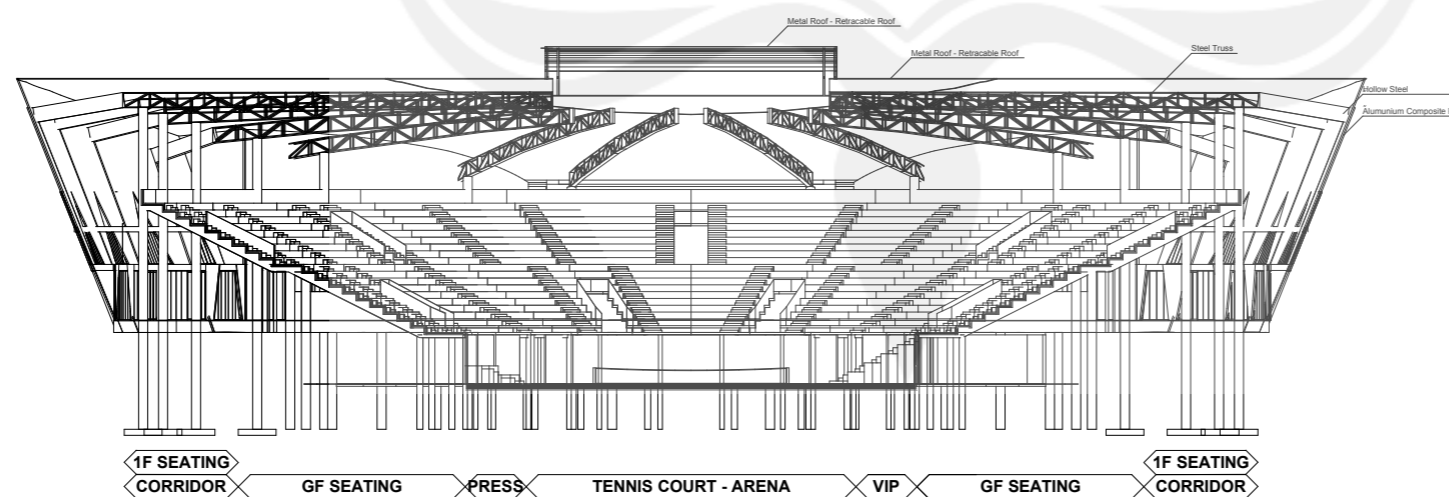 Metal Roof - Retracable Roof
Metal Roof - Retracable Roof
Steel Truss
Hollow Steel
Alumunium Composite
1F SEATING
1F SEATING
CORRIDOR
GF SEATING
PRESS
TENNIS COURT - ARENA
VIP
GF SEATING
CORRIDOR